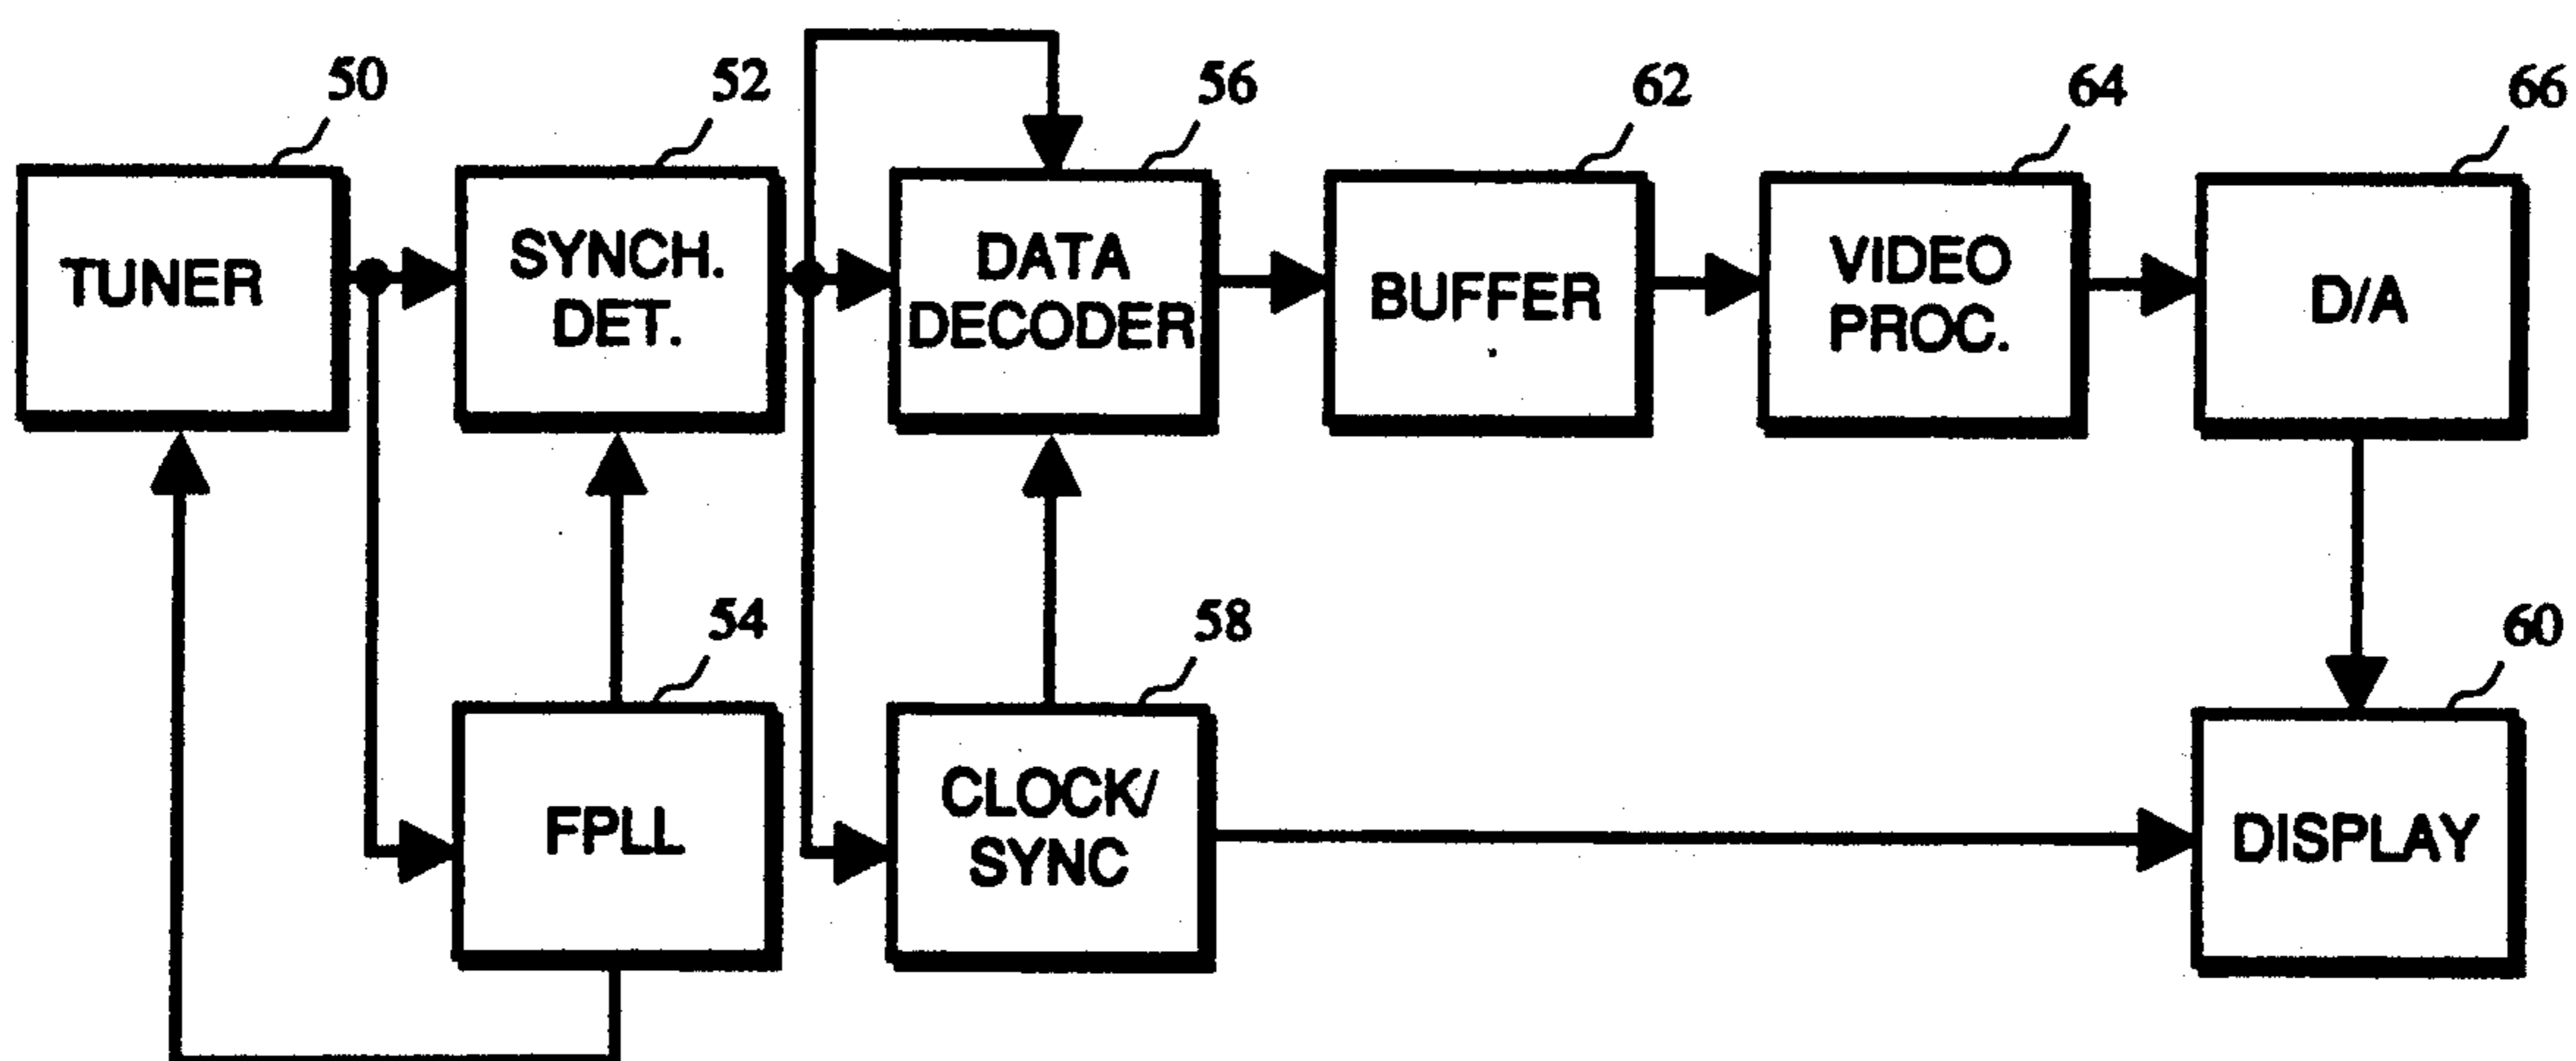 50
52
56
62
64
66
TUNER
SYNCH.
DET.
DATA
DECODER
BUFFER
VIDEO
PROC.
D/A
54
58
60
FPLL
CLOCK/
SYNC
DISPLAY